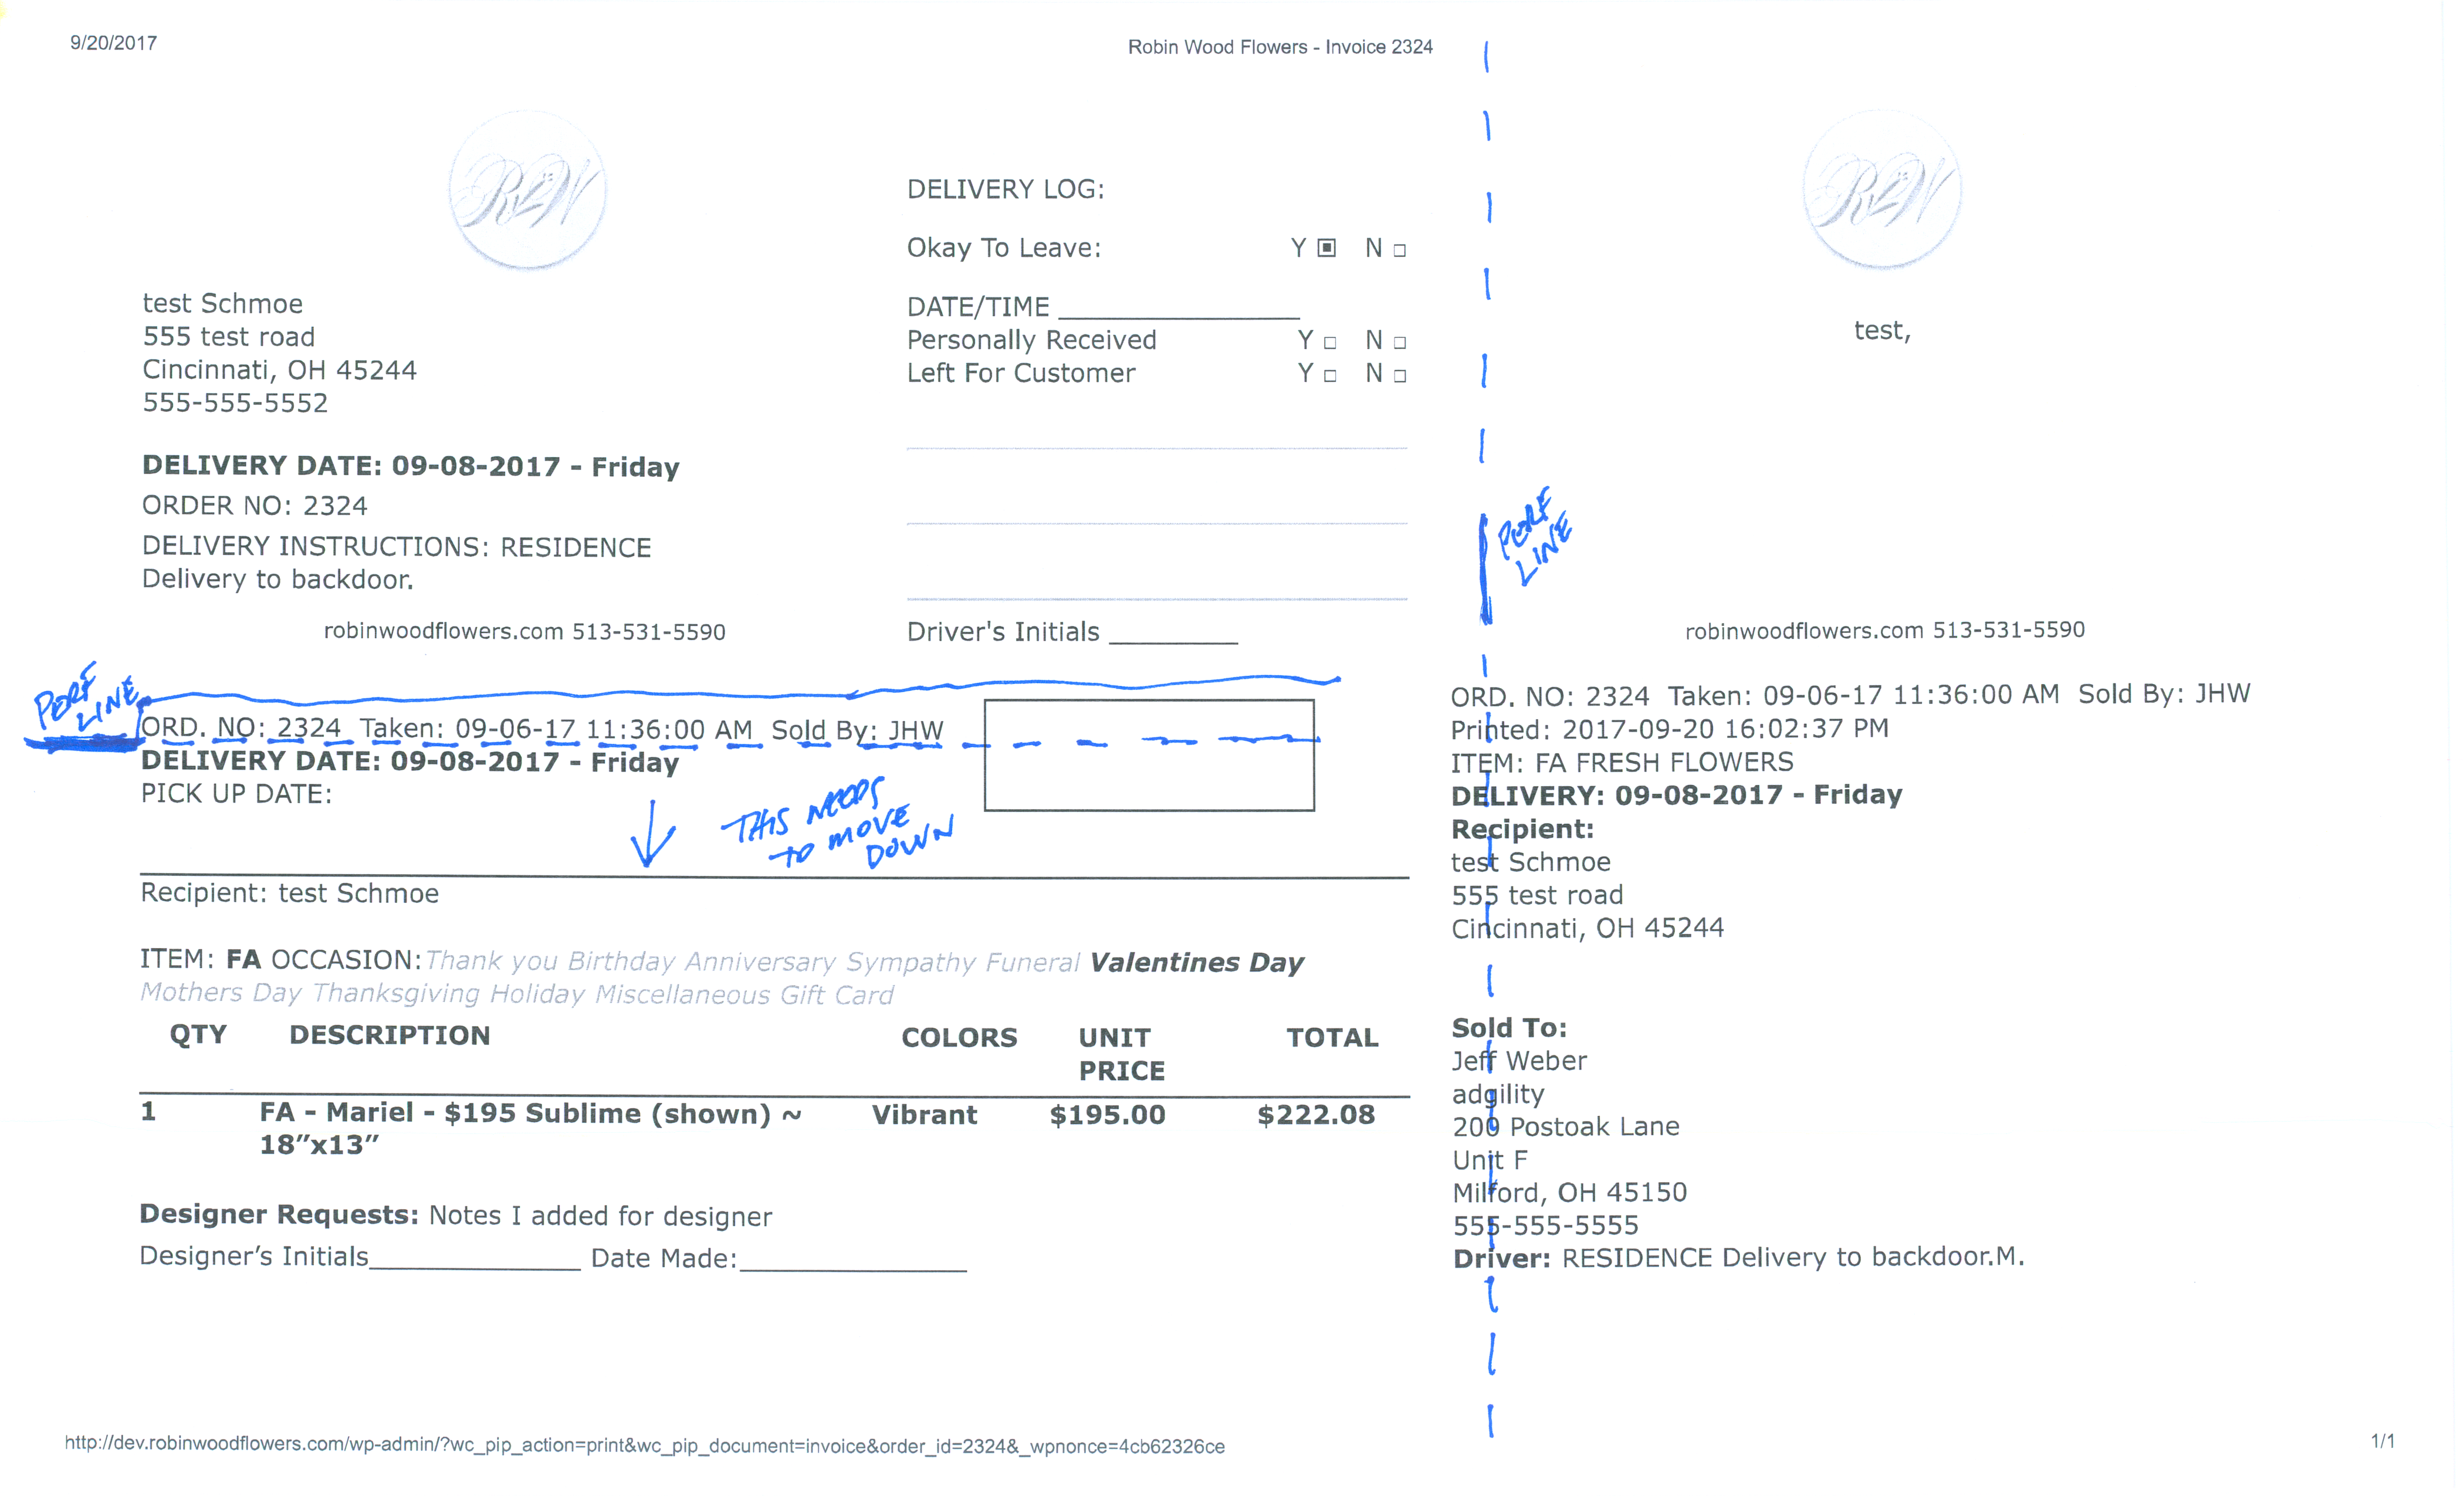 9/20/2017
Robin Wood Flowers - Invoice 2324
RLW
test Schmoe
555 test road
Cincinnati, OH 45244
555-555-5552
DELIVERY DATE: 09-08-2017 - Friday
ORDER NO: 2324
DELIVERY INSTRUCTIONS: RESIDENCE
Delivery to backdoor.
robinwoodflowers.com 513-531-5590
DELIVERY LOG:
Okay To Leave: Y N
DATE/TIME
Personally Received Y N
Left For Customer Y N
Driver's Initials
PERF
LINE
ORD. NO: 2324 Taken: 09-06-17 11:36:00 AM Sold By: JHW
DELIVERY DATE: 09-08-2017 - Friday
PICK UP DATE:
THIS NEEDS
TO MOVE
DOWN
Recipient: test Schmoe
ITEM: FA OCCASION: Thank you Birthday Anniversary Sympathy Funeral Valentines Day
Mothers Day Thanksgiving Holiday Miscellaneous Gift Card
QTY DESCRIPTION COLORS UNIT PRICE TOTAL
1 FA - Mariel - $195 Sublime (shown) ~ Vibrant $195.00 $222.08
18"x13"
Designer Requests: Notes I added for designer
Designer's Initials Date Made:
RLW
test,
PERF
LINE
robinwoodflowers.com 513-531-5590
ORD. NO: 2324 Taken: 09-06-17 11:36:00 AM Sold By: JHW
Printed: 2017-09-20 16:02:37 PM
ITEM: FA FRESH FLOWERS
DELIVERY: 09-08-2017 - Friday
Recipient:
test Schmoe
555 test road
Cincinnati, OH 45244
Sold To:
Jeff Weber
adgility
200 Postoak Lane
Unit F
Milford, OH 45150
555-555-5555
Driver: RESIDENCE Delivery to backdoor.M.
http://dev.robinwoodflowers.com/wp-admin/?wc_pip_action=print&wc_pip_document=invoice&order_id=2324&_wpnonce=4cb62326ce
1/1